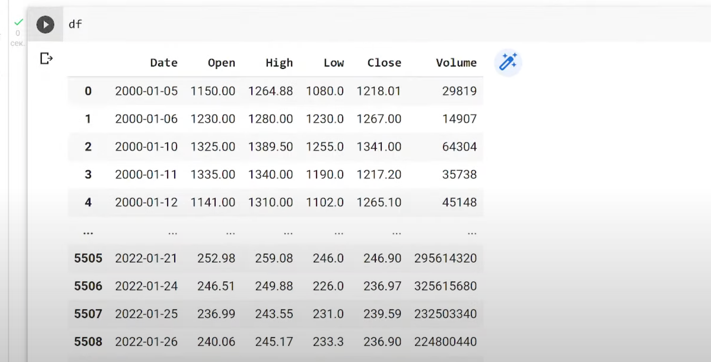 df
Date Open High Low Close Volume
0 2000-01-05 1150.00 1264.88 1080.0 1218.01 29819
1 2000-01-06 1230.00 1280.00 1230.0 1267.00 14907
2 2000-01-10 1325.00 1389.50 1255.0 1341.00 64304
3 2000-01-11 1335.00 1340.00 1190.0 1217.20 35738
4 2000-01-12 1141.00 1310.00 1102.0 1265.10 45148
... ... ... ... ... ... ...
5505 2022-01-21 252.98 259.08 246.0 246.90 295614320
5506 2022-01-24 246.51 249.88 226.0 236.97 325615680
5507 2022-01-25 236.99 243.55 231.0 239.59 232503340
5508 2022-01-26 240.06 245.17 233.3 236.90 224800440